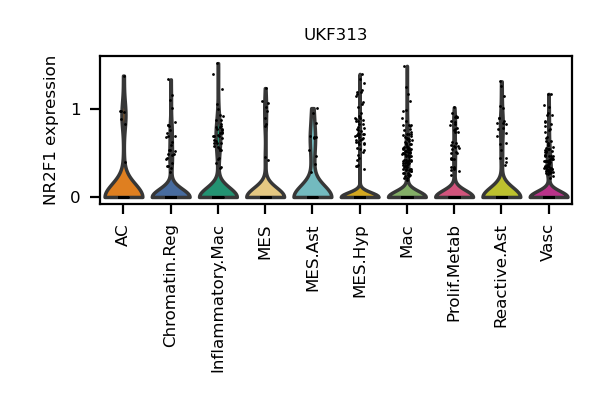 UKF313
NR2F1 expression
1
0
AC
Chromatin.Reg
Inflammatory.Mac
MES
MES.Ast
MES.Hyp
Mac
Prolif.Metab
Reactive.Ast
Vasc